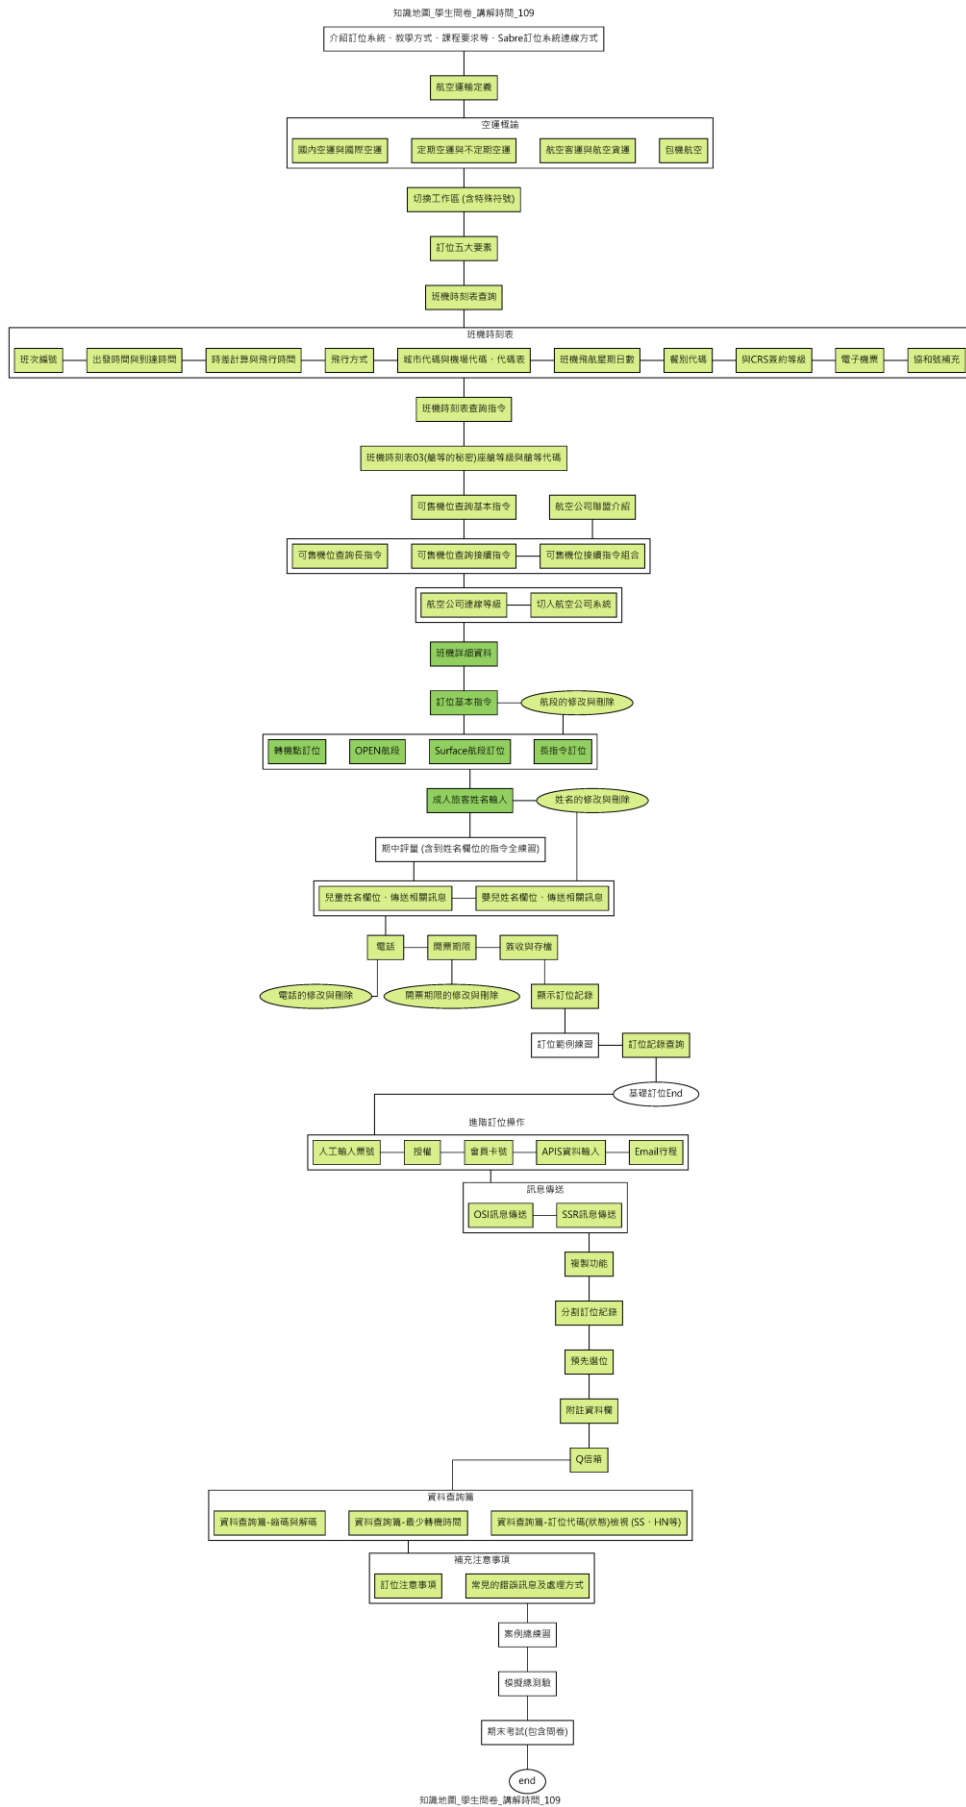 知識地圖_學生問卷_講解時間_109
介紹訂位系統、教學方式、課程要求等、Sabre訂位系統連線方式
航空運輸定義
空運概論
國內空運與國際空運 定期空運與不定期空運 航空客運與航空貨運 包機航空
切換工作區 (含特殊符號)
訂位五大要素
班機時刻表查詢
班機時刻表
班次編號 出發時間與到達時間 時差計算與飛行時間 飛行方式 城市代碼與機場代碼、代碼表 班機飛航星期日數 餐別代碼 與CRS簽約等級 電子機票 協和號補充
班機時刻表查詢指令
班機時刻表03(艙等的秘密)座艙等級與艙等代碼
可售機位查詢基本指令 航空公司聯盟介紹
可售機位查詢長指令 可售機位查詢接續指令 可售機位接續指令組合
航空公司連線等級 切入航空公司系統
班機詳細資料
訂位基本指令 航段的修改與刪除
轉機點訂位 OPEN航段 Surface航段訂位 長指令訂位
成人旅客姓名輸入 姓名的修改與刪除
期中評量 (含到姓名欄位的指令全練習)
兒童姓名欄位、傳送相關訊息 嬰兒姓名欄位、傳送相關訊息
電話 開票期限 簽收與存檔
電話的修改與刪除 開票期限的修改與刪除 顯示訂位記錄
訂位範例練習 訂位記錄查詢
基礎訂位End
進階訂位操作
人工輸入票號 授權 會員卡號 APIS資料輸入 Email行程
訊息傳送
OSI訊息傳送 SSR訊息傳送
複製功能
分割訂位紀錄
預先選位
附註資料欄
Q信箱
資料查詢篇
資料查詢篇-縮碼與解碼 資料查詢篇-最少轉機時間 資料查詢篇-訂位代碼(狀態)檢視 (SS、HN等)
補充注意事項
訂位注意事項 常見的錯誤訊息及處理方式
案例總練習
模擬總測驗
期末考試(包含問卷)
end
知識地圖_學生問卷_講解時間_109